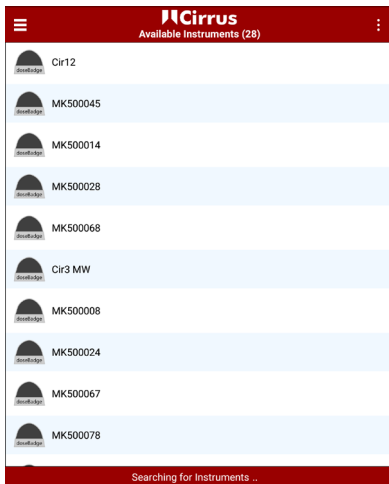 Cirrus
Available Instruments (28)
doseBadge
Cir12
doseBadge
MK500045
doseBadge
MK500014
doseBadge
MK500028
doseBadge
MK500068
doseBadge
Cir3 MW
doseBadge
MK500008
doseBadge
MK500024
doseBadge
MK500067
doseBadge
MK500078
Searching for Instruments ..